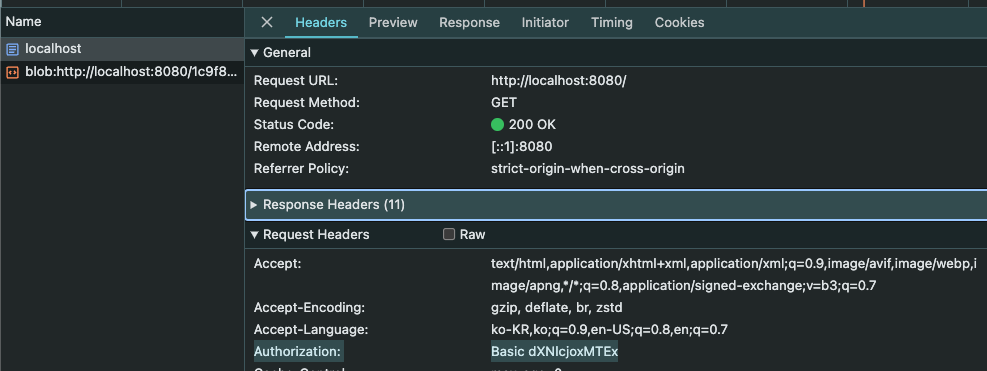 Name
localhost
blob:http://localhost:8080/1c9f8...
Headers Preview Response Initiator Timing Cookies
General
Request URL: http://localhost:8080/
Request Method: GET
Status Code: 200 OK
Remote Address: [::1]:8080
Referrer Policy: strict-origin-when-cross-origin
Response Headers (11)
Request Headers Raw
Accept: text/html,application/xhtml+xml,application/xml;q=0.9,image/avif,image/webp,i
mage/apng,*/*;q=0.8,application/signed-exchange;v=b3;q=0.7
Accept-Encoding: gzip, deflate, br, zstd
Accept-Language: ko-KR,ko;q=0.9,en-US;q=0.8,en;q=0.7
Authorization: Basic dXNlcjoxMTEx